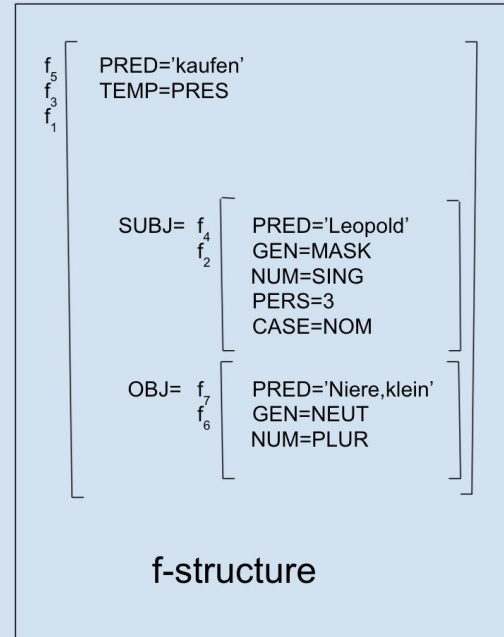 f5 PRED='kaufen'
f3 TEMP=PRES
f1
SUBJ= f4 PRED='Leopold'
f2 GEN=MASK
NUM=SING
PERS=3
CASE=NOM
OBJ= f7 PRED='Niere,klein'
f6 GEN=NEUT
NUM=PLUR
f-structure